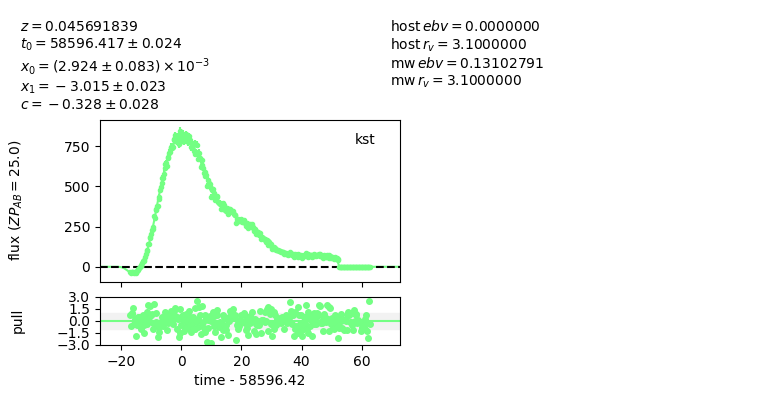 z = 0.045691839
t₀ = 58596.417 ± 0.024
x₀ = (2.924 ± 0.083) × 10⁻³
x₁ = −3.015 ± 0.023
c = −0.328 ± 0.028
host ebv = 0.0000000
host r_v = 3.1000000
mw ebv = 0.13102791
mw r_v = 3.1000000
kst
flux (ZP_AB = 25.0)
750
500
250
0
pull
3.0
1.5
0.0
−1.5
−3.0
−20 0 20 40 60
time - 58596.42